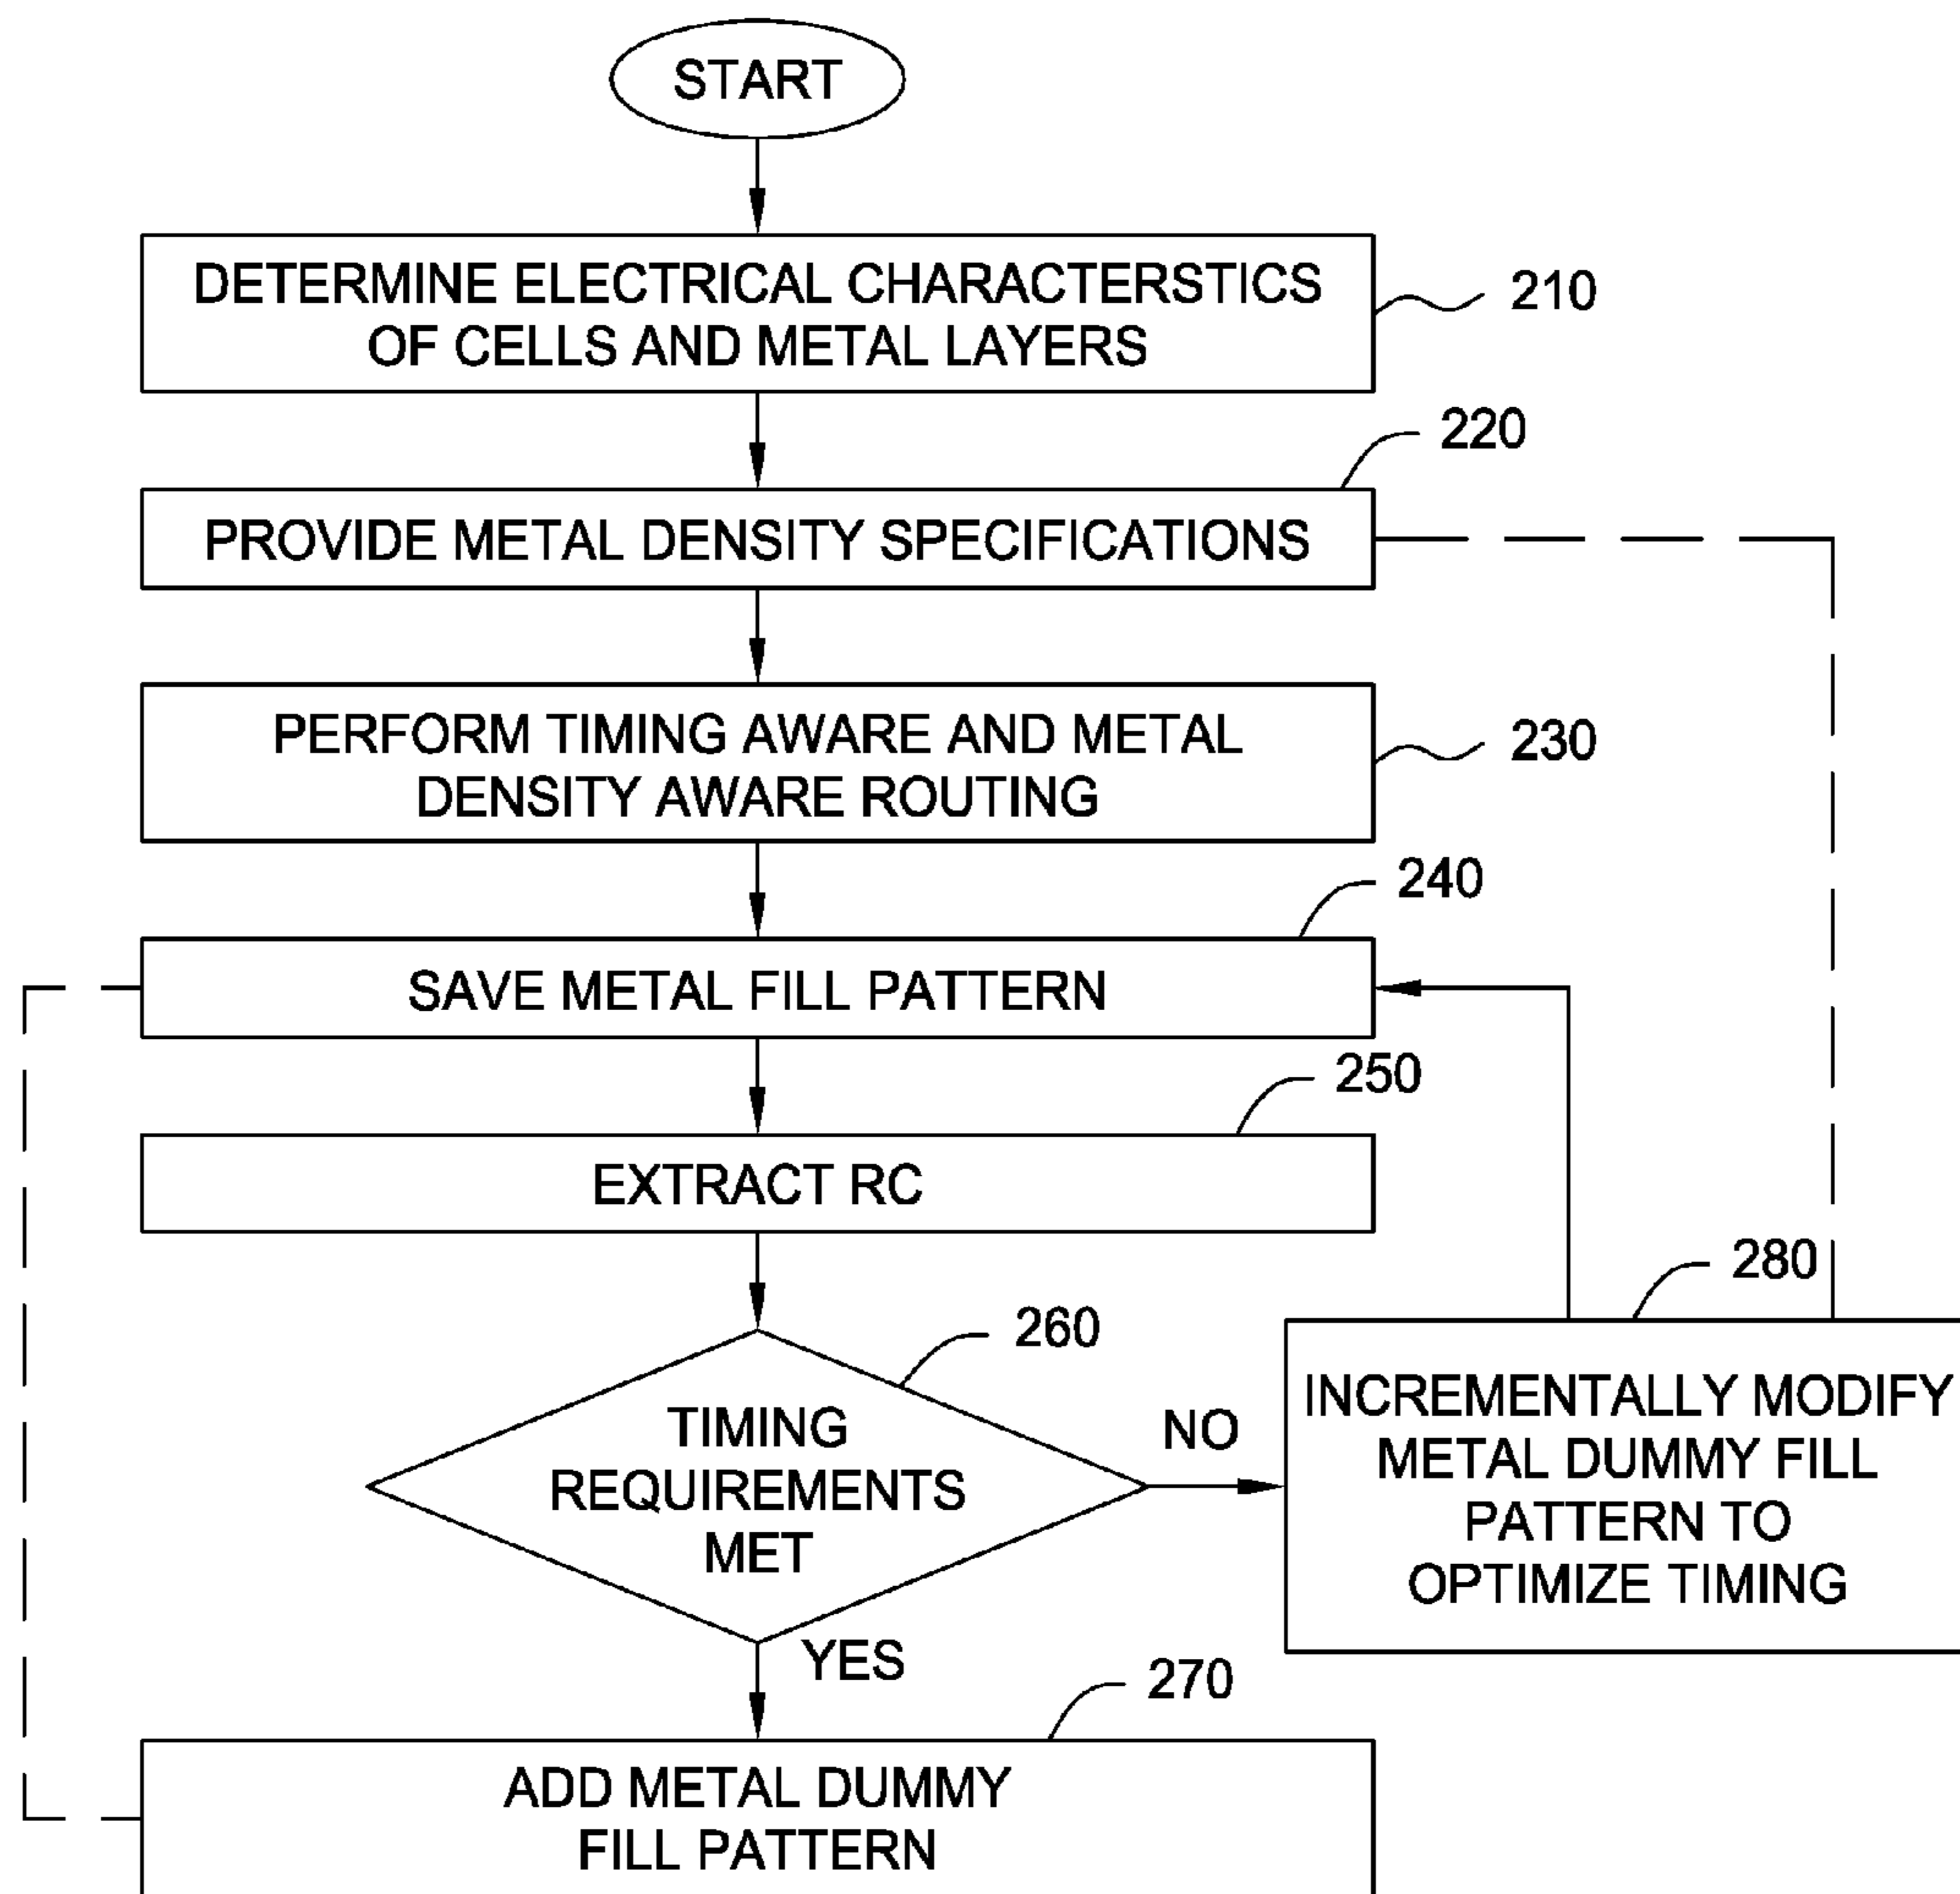 START
DETERMINE ELECTRICAL CHARACTERSTICS
OF CELLS AND METAL LAYERS
210
220
PROVIDE METAL DENSITY SPECIFICATIONS
PERFORM TIMING AWARE AND METAL
DENSITY AWARE ROUTING
230
240
SAVE METAL FILL PATTERN
250
EXTRACT RC
260
TIMING
REQUIREMENTS
MET
NO
280
INCREMENTALLY MODIFY
METAL DUMMY FILL
PATTERN TO
OPTIMIZE TIMING
YES
270
ADD METAL DUMMY
FILL PATTERN